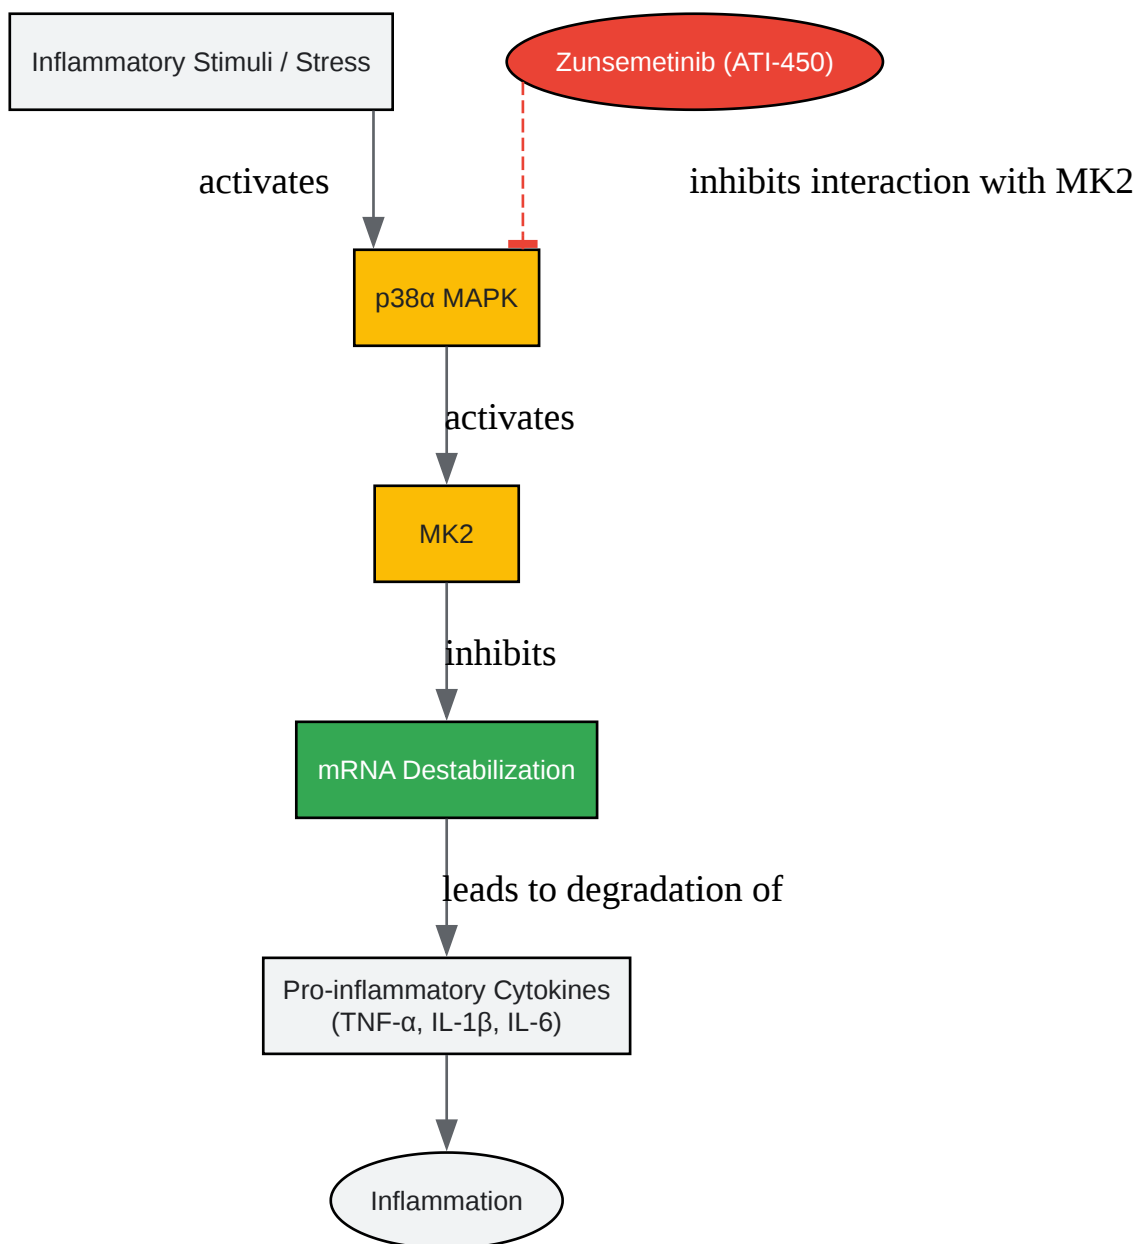 Inflammatory Stimuli / Stress
Zunsemetinib (ATI-450)
activates
inhibits interaction with MK2
p38α MAPK
activates
MK2
inhibits
mRNA Destabilization
leads to degradation of
Pro-inflammatory Cytokines
(TNF-α, IL-1β, IL-6)
Inflammation